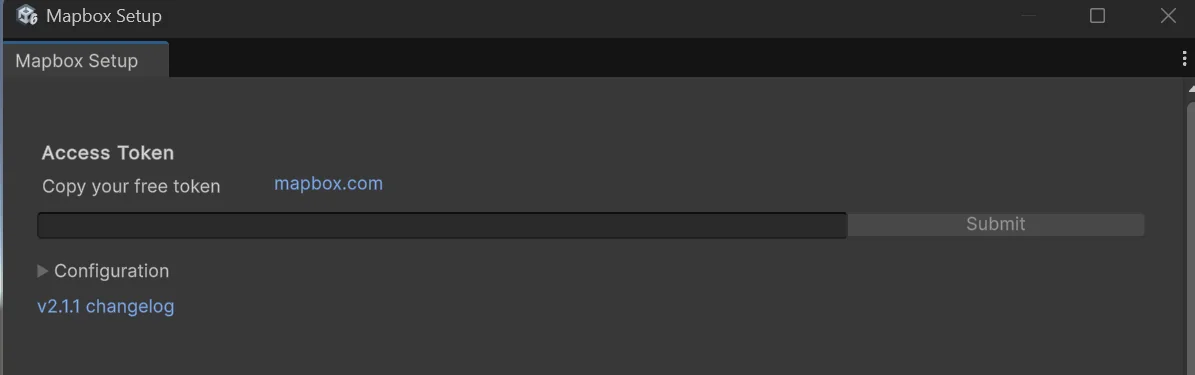 Mapbox Setup
Mapbox Setup
Access Token
Copy your free token mapbox.com
Submit
Configuration
v2.1.1 changelog